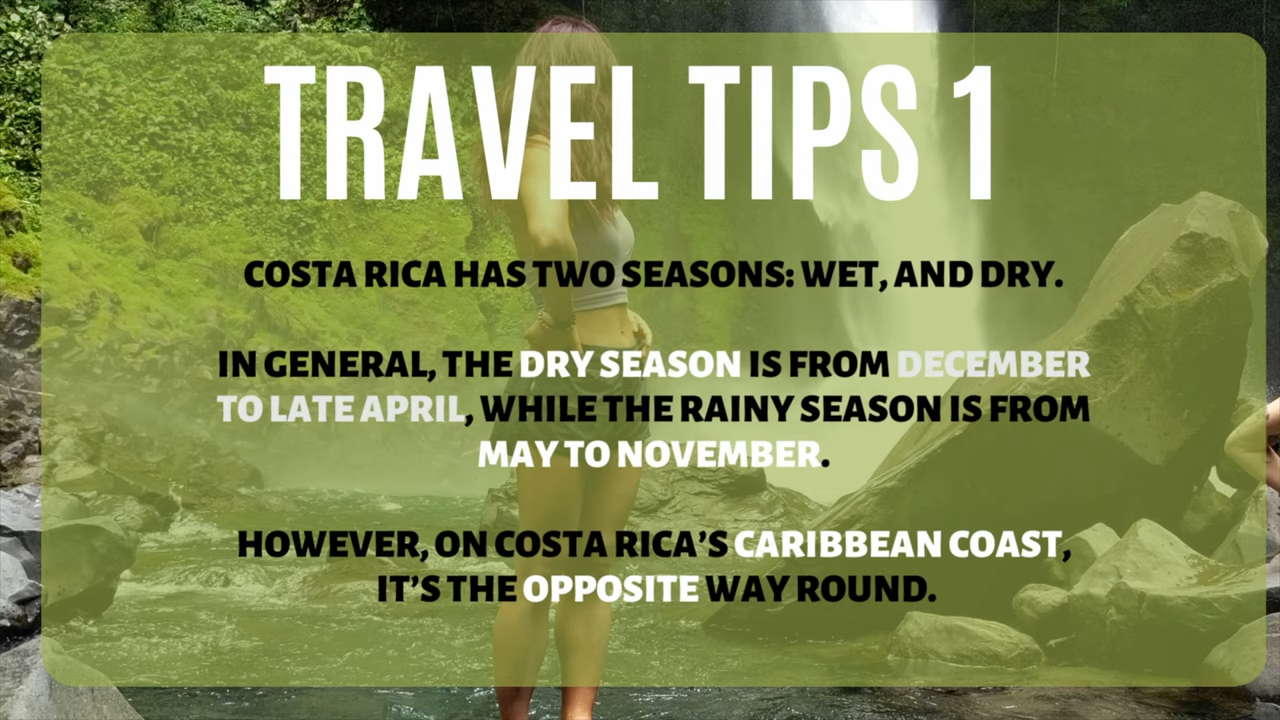 TRAVEL TIPS 1
COSTA RICA HAS TWO SEASONS: WET, AND DRY.
IN GENERAL, THE DRY SEASON IS FROM DECEMBER
TO LATE APRIL, WHILE THE RAINY SEASON IS FROM
MAY TO NOVEMBER.
HOWEVER, ON COSTA RICA'S CARIBBEAN COAST,
IT'S THE OPPOSITE WAY ROUND.